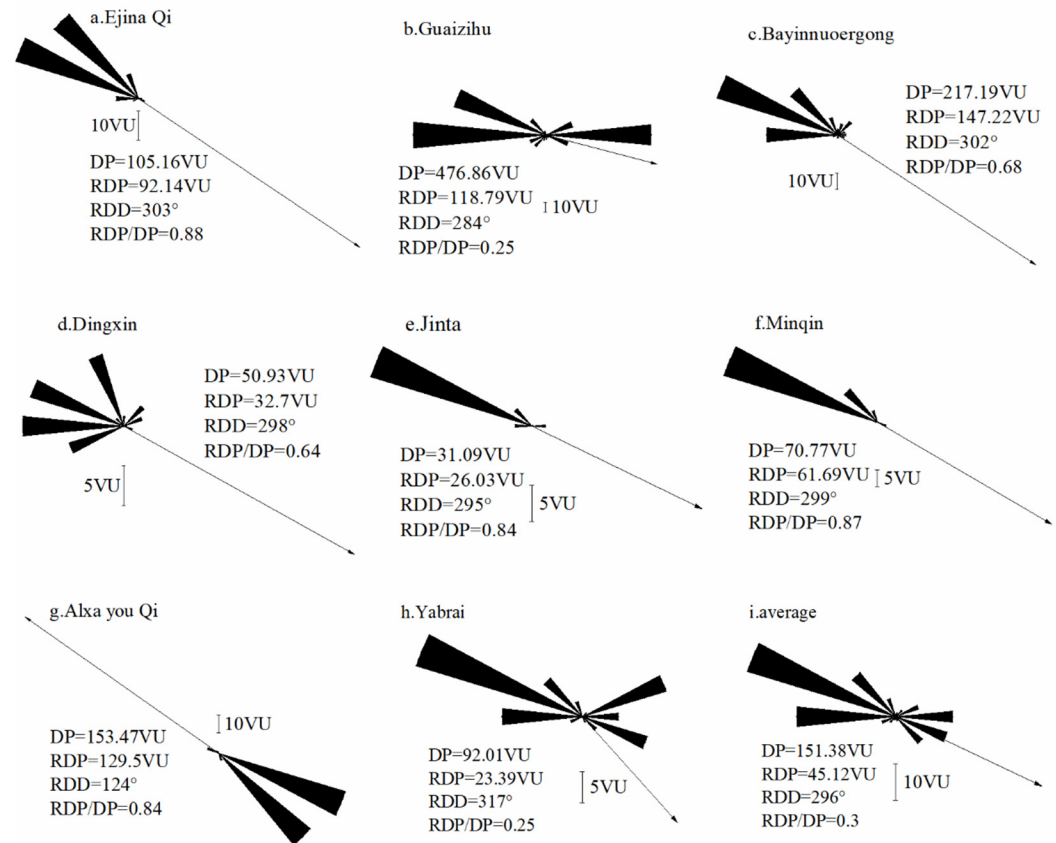 a.Ejina Qi
10VU
DP=105.16VU
RDP=92.14VU
RDD=303°
RDP/DP=0.88
b.Guaizihu
DP=476.86VU
RDP=118.79VU
10VU
RDD=284°
RDP/DP=0.25
c.Bayinnuoergong
DP=217.19VU
RDP=147.22VU
RDD=302°
RDP/DP=0.68
10VU
d.Dingxin
DP=50.93VU
RDP=32.7VU
RDD=298°
RDP/DP=0.64
5VU
e.Jinta
DP=31.09VU
RDP=26.03VU
RDD=295°
5VU
RDP/DP=0.84
f.Minqin
DP=70.77VU
RDP=61.69VU
5VU
RDD=299°
RDP/DP=0.87
g.Alxa you Qi
10VU
DP=153.47VU
RDP=129.5VU
RDD=124°
RDP/DP=0.84
h.Yabrai
DP=92.01VU
RDP=23.39VU
5VU
RDD=317°
RDP/DP=0.25
i.average
DP=151.38VU
RDP=45.12VU
10VU
RDD=296°
RDP/DP=0.3